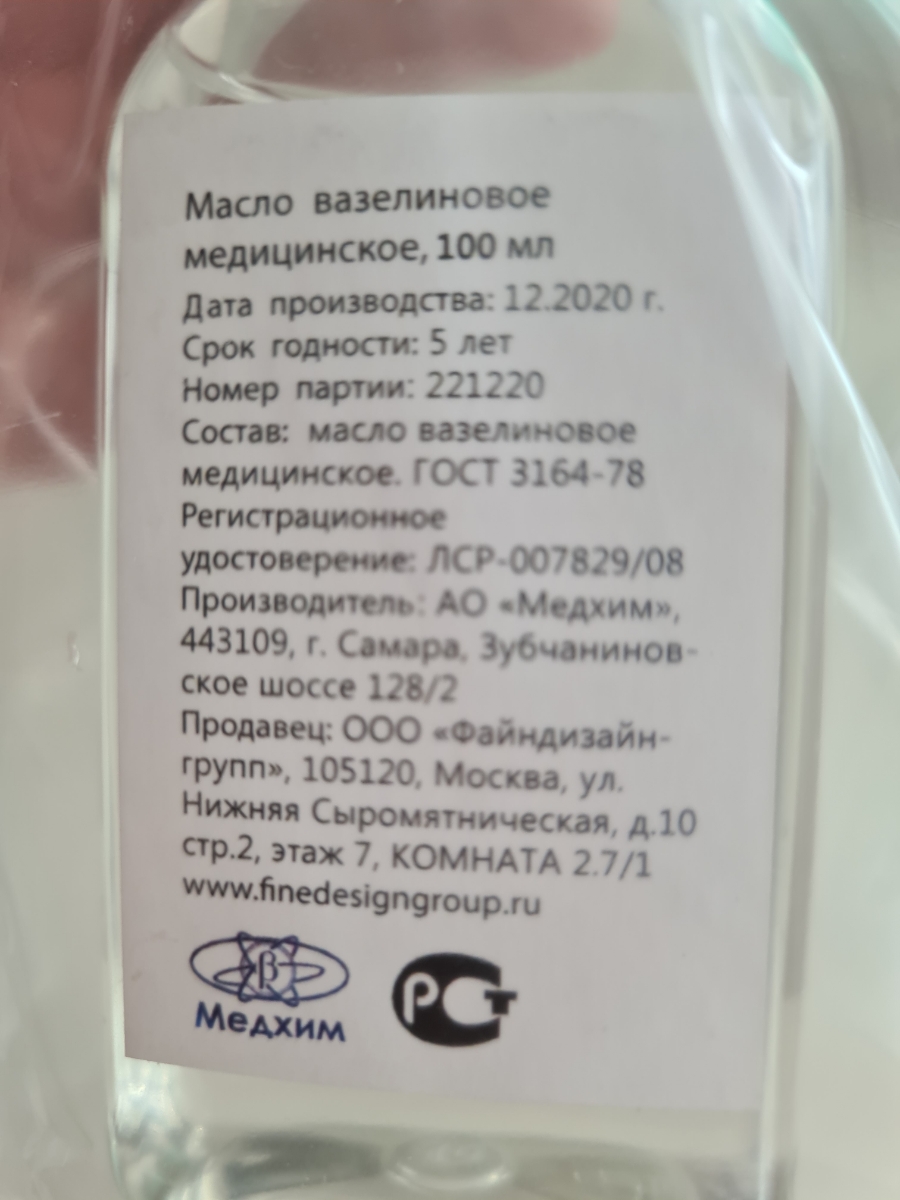 Масло вазелиновое
медицинское, 100 мл
Дата производства: 12.2020 г.
Срок годности: 5 лет
Номер партии: 221220
Состав: масло вазелиновое
медицинское. ГОСТ 3164-78
Регистрационное
удостоверение: ЛСР-007829/08
Производитель: АО «Медхим»,
443109, г. Самара, Зубчанинов-
ское шоссе 128/2
Продавец: ООО «Файндизайн-
групп», 105120, Москва, ул.
Нижняя Сыромятническая, д.10
стр.2, этаж 7, КОМНАТА 2.7/1
www.finedesigngroup.ru
β
Медхим
РСТ